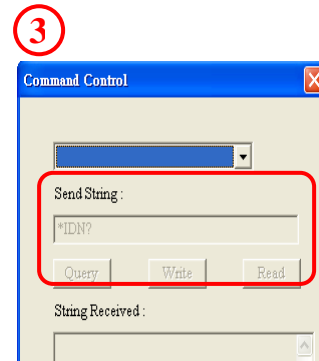 3
Command Control
Send String :
*IDN?
Query Write Read
String Received :